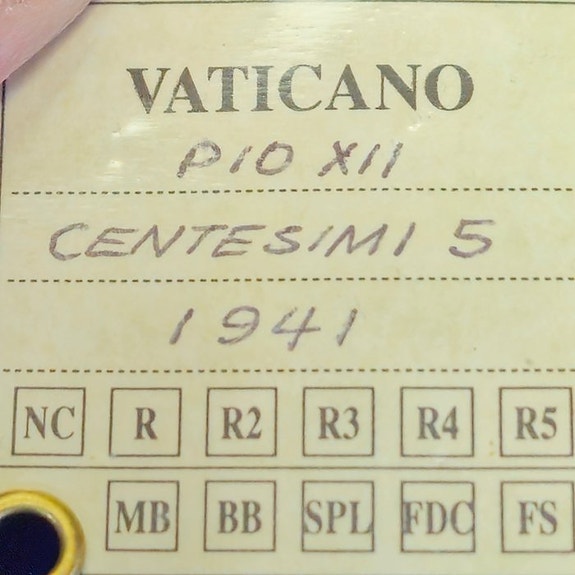 VATICANO
PIO XII
CENTESIMI 5
1941
NC R R2 R3 R4 R5
MB BB SPL FDC FS